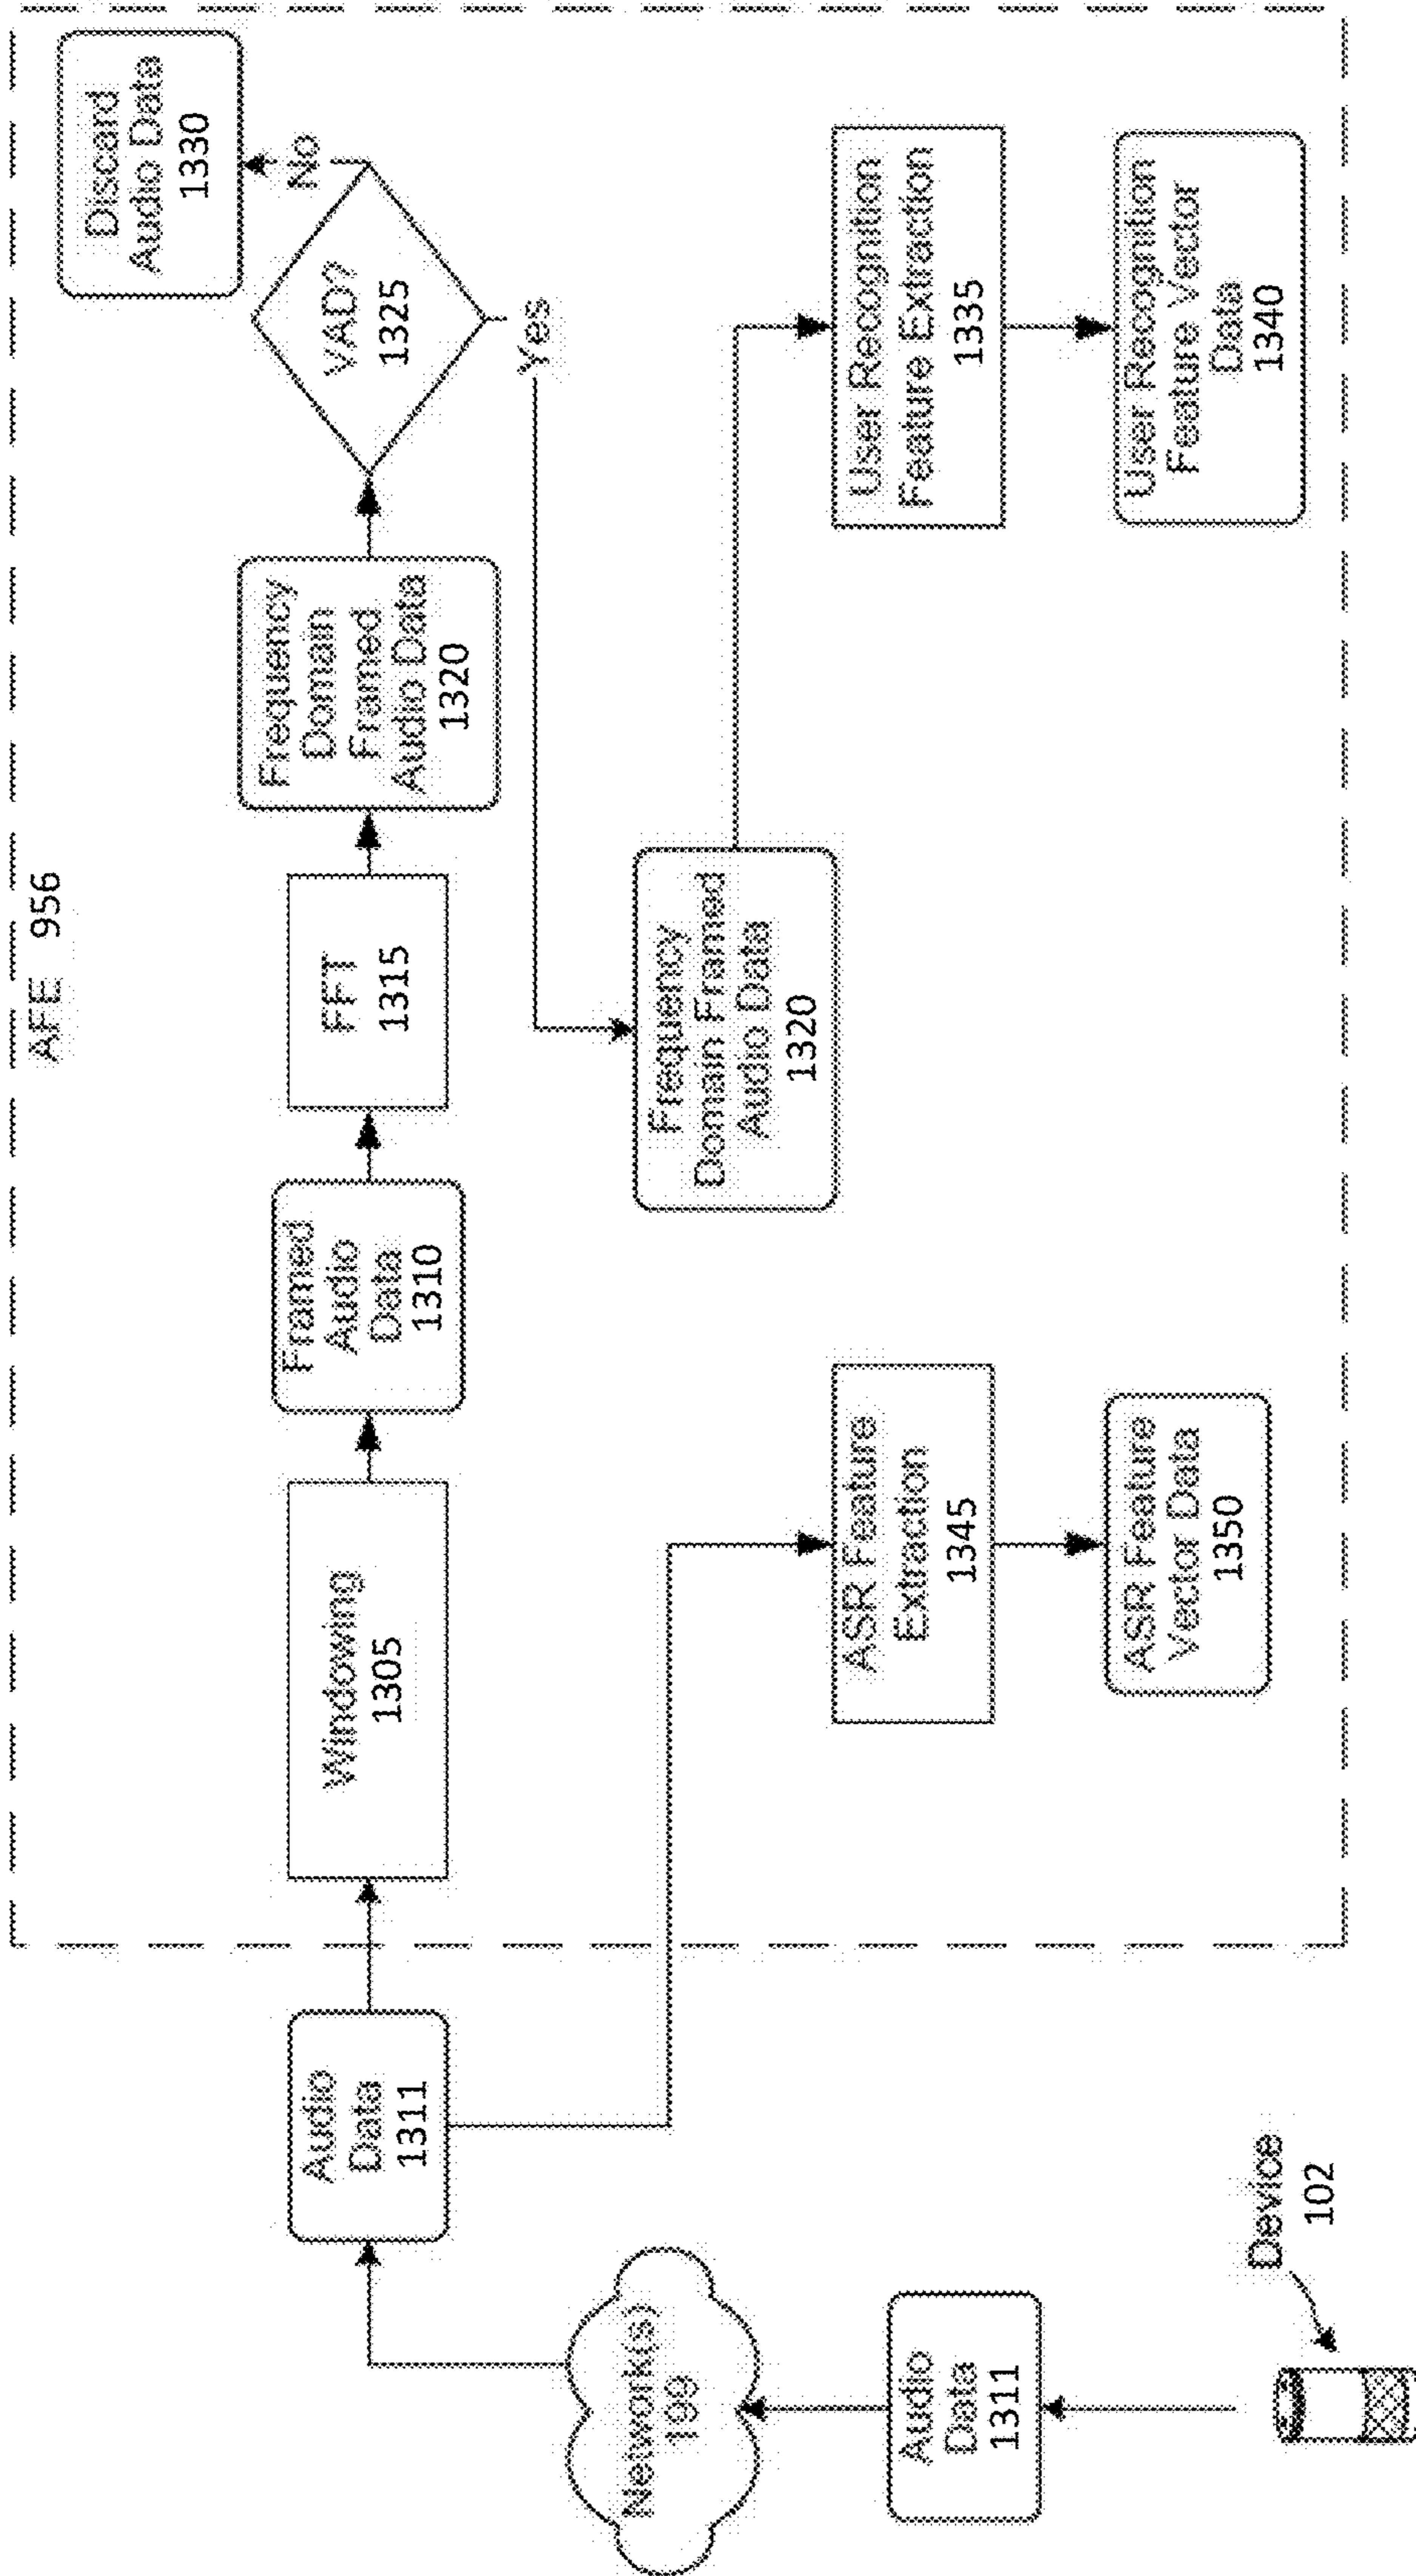 AFE 956
Discard
Audio Data
1330
No
VAD?
1325
Yes
Frequency
Domain
Framed
Audio Data
1320
FFT
1315
Framed
Audio
Data
1310
Windowing
1305
Audio
Data
1311
Frequency
Domain Framed
Audio Data
1320
User Recognition
Feature Extraction
1335
User Recognition
Feature Vector
Data
1340
ASR Feature
Extraction
1345
ASR Feature
Vector Data
1350
Network(s)
199
Audio
Data
1311
Device
102